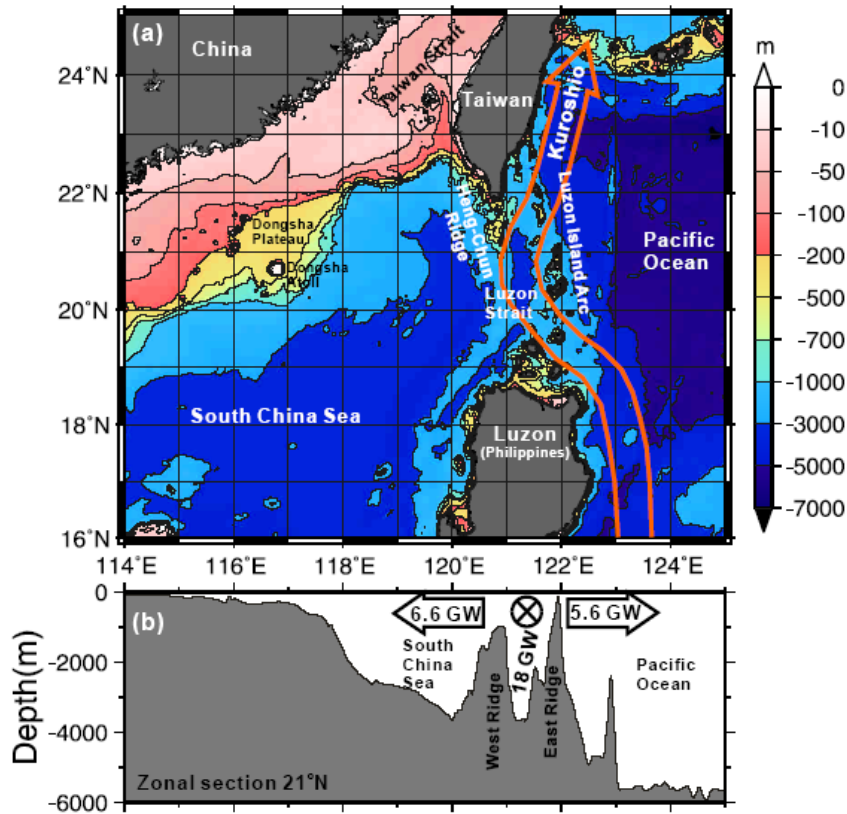 (a)
China
Taiwan Strait
Taiwan
Kuroshio
Heng-Chun
Ridge
Luzon Island Arc
Dongsha
Plateau
Dongsha
Atoll
Pacific
Ocean
Luzon
Strait
South China Sea
Luzon
(Philippines)
24°N
22°N
20°N
18°N
16°N
114°E
116°E
118°E
120°E
122°E
124°E
m
0
-10
-50
-100
-200
-500
-700
-1000
-3000
-5000
-7000
(b)
6.6 GW
18 GW
5.6 GW
South
China
Sea
West Ridge
East Ridge
Pacific
Ocean
Zonal section 21°N
Depth(m)
0
-2000
-4000
-6000